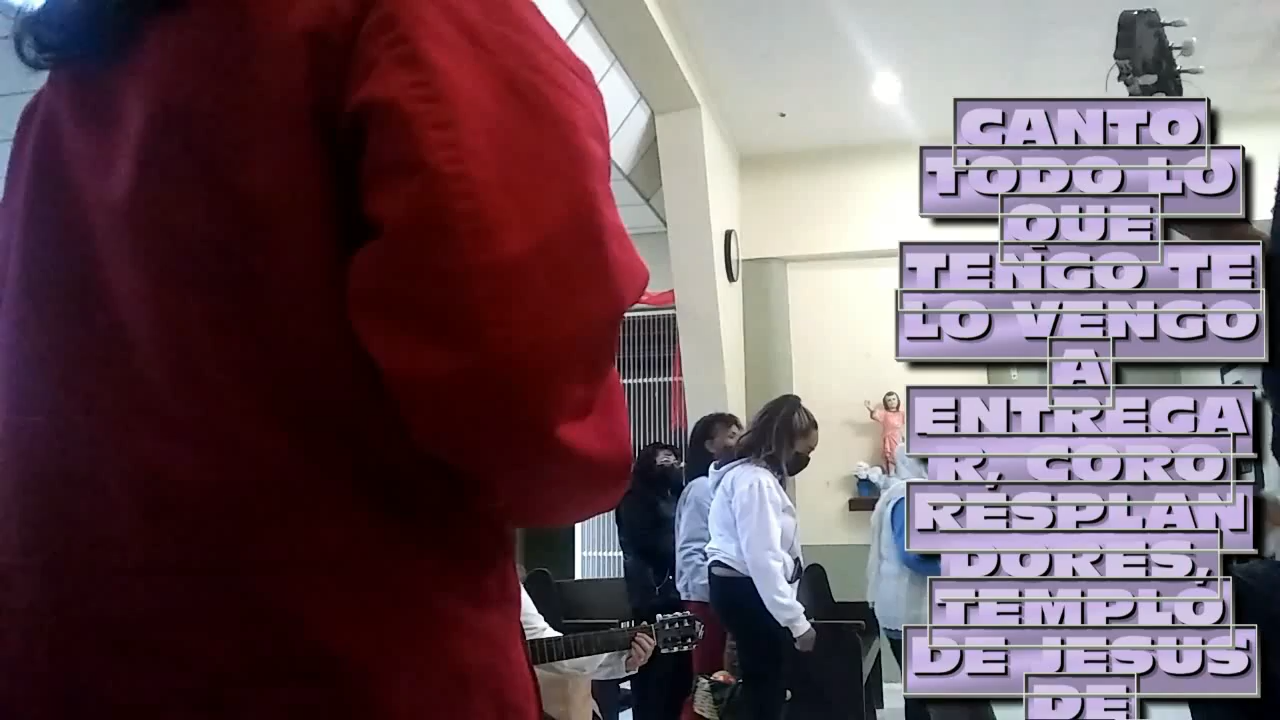 CANTO
TODO LO
QUE
TENGO TE
LO VENGO
A
ENTREGA
R, CORO
RESPLAN
DORES,
TEMPLO
DE JESUS
DE